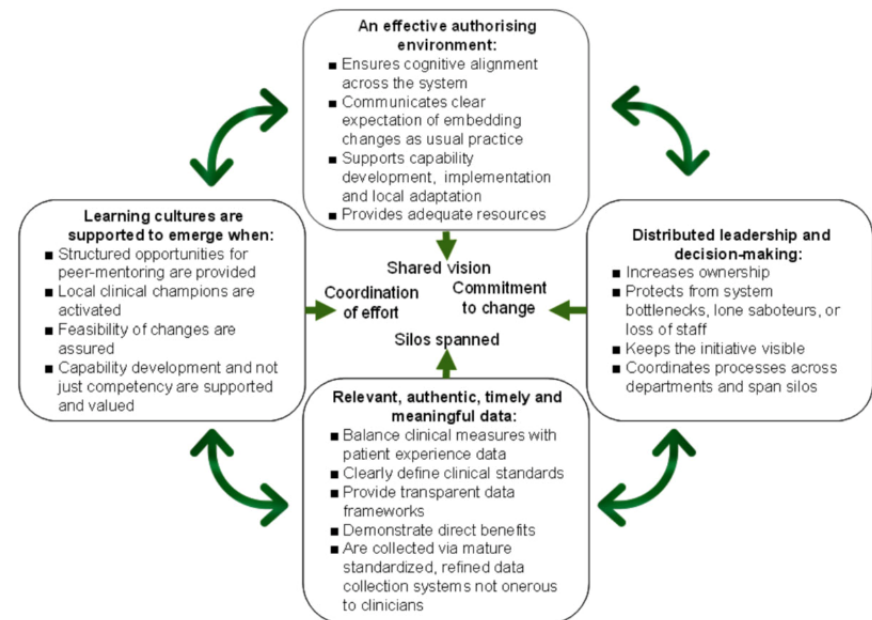 An effective authorising
environment:
■ Ensures cognitive alignment
across the system
■ Communicates clear
expectation of embedding
changes as usual practice
■ Supports capability
development, implementation
and local adaptation
■ Provides adequate resources
Learning cultures are
supported to emerge when:
■ Structured opportunities for
peer-mentoring are provided
■ Local clinical champions are
activated
■ Feasibility of changes are
assured
■ Capability development and not
just competency are supported
and valued
Shared vision
Coordination
of effort
Commitment
to change
Silos spanned
Distributed leadership and
decision-making:
■ Increases ownership
■ Protects from system
bottlenecks, lone saboteurs, or
loss of staff
■ Keeps the initiative visible
■ Coordinates processes across
departments and span silos
Relevant, authentic, timely and
meaningful data:
■ Balance clinical measures with
patient experience data
■ Clearly define clinical standards
■ Provide transparent data
frameworks
■ Demonstrate direct benefits
■ Are collected via mature
standardized, refined data
collection systems not onerous
to clinicians